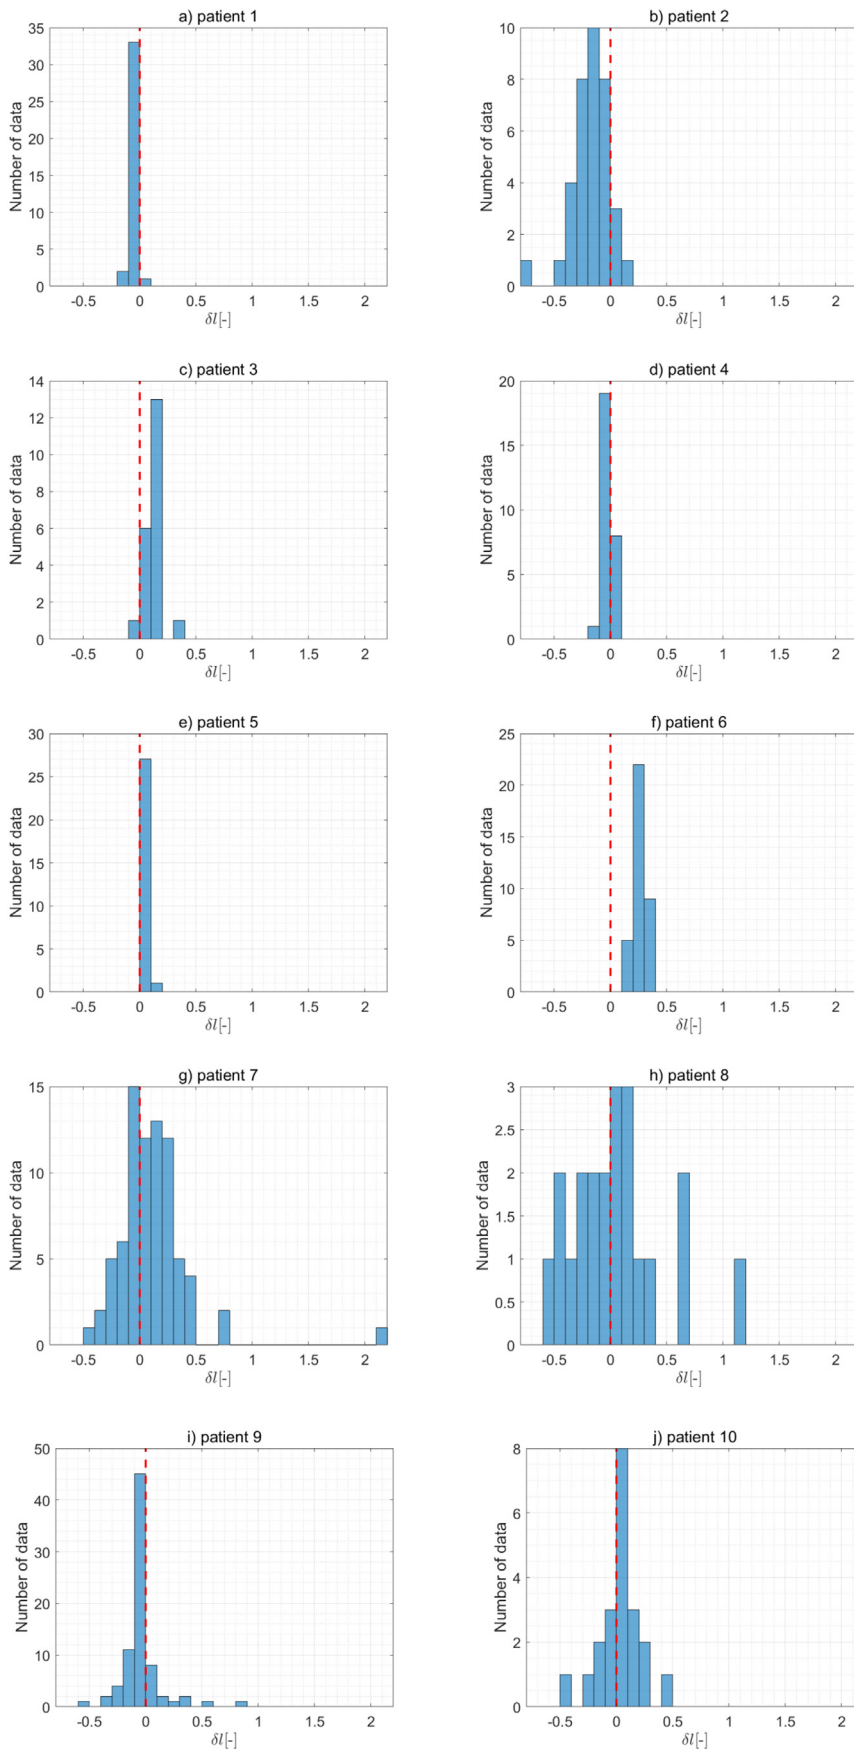 a) patient 1
35
30
25
20
15
10
5
0
Number of data
-0.5 0 0.5 1 1.5 2
δl[-]
b) patient 2
10
8
6
4
2
0
Number of data
-0.5 0 0.5 1 1.5 2
δl[-]
c) patient 3
14
12
10
8
6
4
2
0
Number of data
-0.5 0 0.5 1 1.5 2
δl[-]
d) patient 4
20
15
10
5
0
Number of data
-0.5 0 0.5 1 1.5 2
δl[-]
e) patient 5
30
25
20
15
10
5
0
Number of data
-0.5 0 0.5 1 1.5 2
δl[-]
f) patient 6
25
20
15
10
5
0
Number of data
-0.5 0 0.5 1 1.5 2
δl[-]
g) patient 7
15
10
5
0
Number of data
-0.5 0 0.5 1 1.5 2
δl[-]
h) patient 8
3
2.5
2
1.5
1
0.5
0
Number of data
-0.5 0 0.5 1 1.5 2
δl[-]
i) patient 9
50
40
30
20
10
0
Number of data
-0.5 0 0.5 1 1.5 2
δl[-]
j) patient 10
8
6
4
2
0
Number of data
-0.5 0 0.5 1 1.5 2
δl[-]